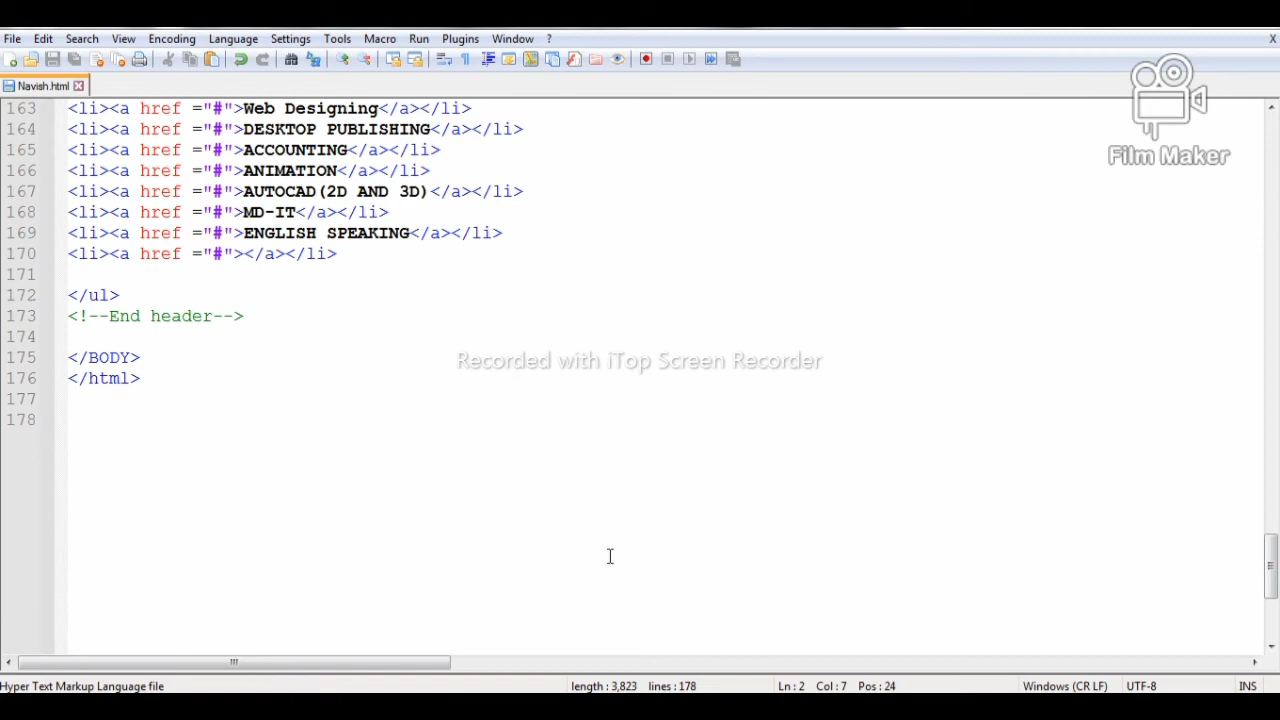 File Edit Search View Encoding Language Settings Tools Macro Run Plugins Window ? X
Navish.html
Film Maker
163 <li><a href ="#">Web Designing</a></li>
164 <li><a href ="#">DESKTOP PUBLISHING</a></li>
165 <li><a href ="#">ACCOUNTING</a></li>
166 <li><a href ="#">ANIMATION</a></li>
167 <li><a href ="#">AUTOCAD(2D AND 3D)</a></li>
168 <li><a href ="#">MD-IT</a></li>
169 <li><a href ="#">ENGLISH SPEAKING</a></li>
170 <li><a href ="#"></a></li>
171
172 </ul>
173 <!--End header-->
174
175 </BODY>
Recorded with iTop Screen Recorder
176 </html>
177
178
Hyper Text Markup Language file length : 3,823 lines : 178 Ln : 2 Col : 7 Pos : 24 Windows (CR LF) UTF-8 INS